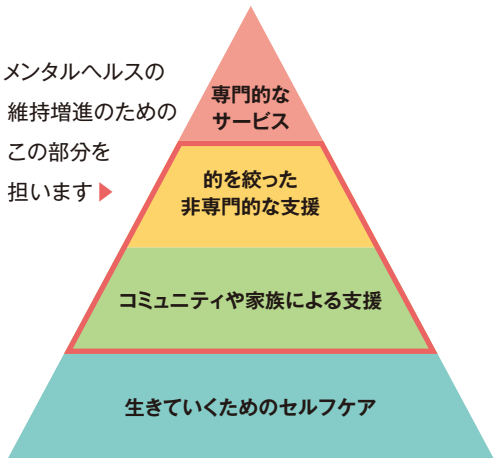 メンタルヘルスの
維持増進のための
この部分を
担います▶
専門的な
サービス
的を絞った
非専門的な支援
コミュニティや家族による支援
生きていくためのセルフケア